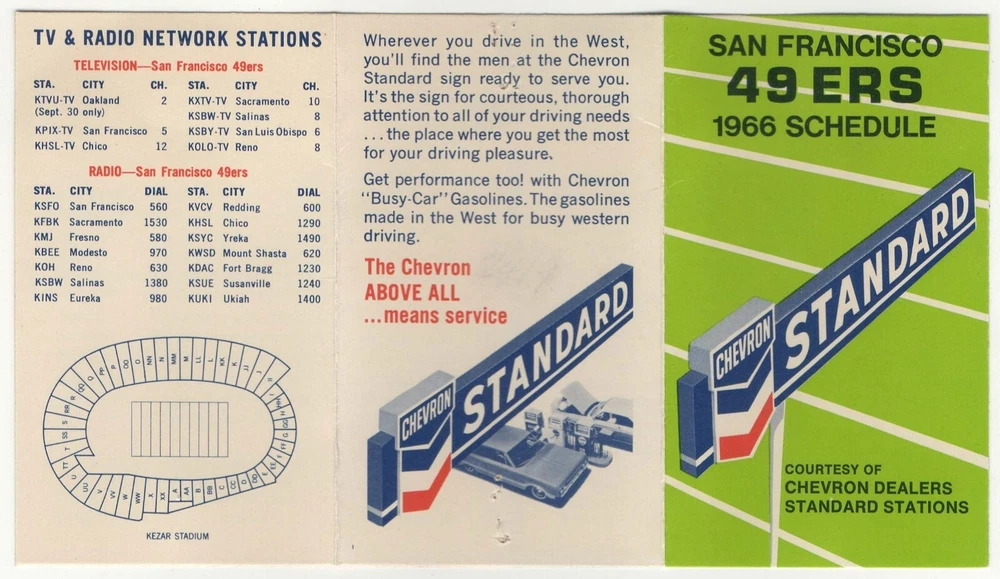 TV & RADIO NETWORK STATIONS
TELEVISION—San Francisco 49ers
STA. CITY CH. STA. CITY CH.
KTVU-TV Oakland 2 KXTV-TV Sacramento 10
(Sept. 30 only) KSBW-TV Salinas 8
KPIX-TV San Francisco 5 KSBY-TV San Luis Obispo 6
KHSL-TV Chico 12 KOLO-TV Reno 8
RADIO—San Francisco 49ers
STA. CITY DIAL STA. CITY DIAL
KSFO San Francisco 560 KVCV Redding 600
KFBK Sacramento 1530 KHSL Chico 1290
KMJ Fresno 580 KSYC Yreka 1490
KBEE Modesto 970 KWSD Mount Shasta 620
KOH Reno 630 KDAC Fort Bragg 1230
KSBW Salinas 1380 KSUE Susanville 1240
KINS Eureka 980 KUKI Ukiah 1400
KEZAR STADIUM
Wherever you drive in the West,
you'll find the men at the Chevron
Standard sign ready to serve you.
It's the sign for courteous, thorough
attention to all of your driving needs
...the place where you get the most
for your driving pleasure.
Get performance too! with Chevron
"Busy-Car" Gasolines. The gasolines
made in the West for busy western
driving.
The Chevron
ABOVE ALL
...means service
STANDARD
CHEVRON
SAN FRANCISCO
49ERS
1966 SCHEDULE
STANDARD
CHEVRON
COURTESY OF
CHEVRON DEALERS
STANDARD STATIONS